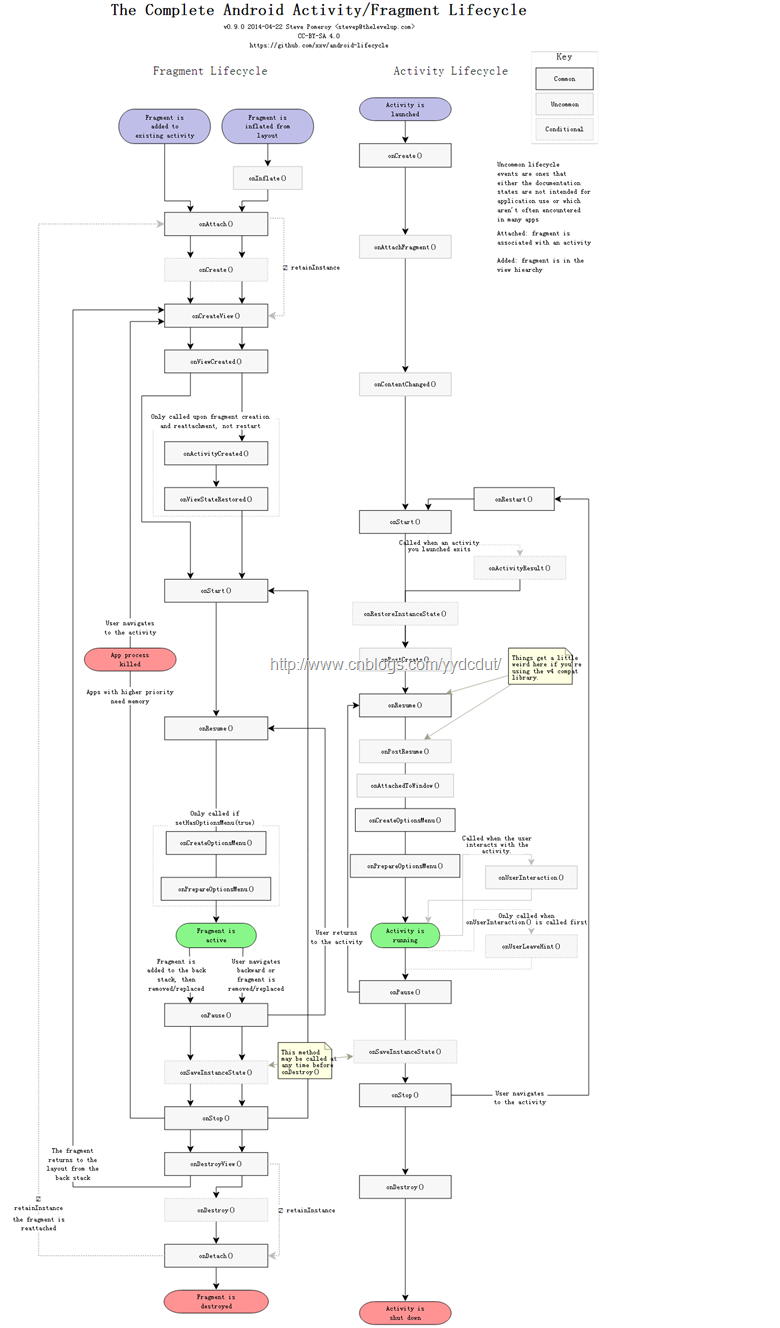 The Complete Android Activity/Fragment Lifecycle
v0.9.0 2014-04-22 Steve Pomeroy <stevep@thelevelup.com>
CC-BY-SA 4.0
https://github.com/xxv/android-lifecycle
Key
Common
Uncommon
Conditional
Uncommon lifecycle
events are ones that
either the documentation
states are not intended for
application use or which
aren't often encountered
in many apps
Attached: fragment is
associated with an activity
Added: fragment is in the
view hiearchy
Fragment Lifecycle
Fragment is
added to
existing activity
Fragment is
inflated from
layout
onInflate()
onAttach()
onCreate()
retainInstance
onCreateView()
onViewCreated()
Only called upon fragment creation
and reattachment, not restart
onActivityCreated()
onViewStateRestored()
onStart()
User navigates
to the activity
App process
killed
Apps with higher priority
need memory
onResume()
Only called if
setHasOptionsMenu(true)
onCreateOptionsMenu()
onPrepareOptionsMenu()
Fragment is
active
Fragment is
added to the back
stack, then
removed/replaced
User navigates
backward or
fragment is
removed/replaced
onPause()
onSaveInstanceState()
This method
may be called at
any time before
onDestroy()
onStop()
onDestroyView()
The fragment
returns to the
layout from the
back stack
retainInstance
the fragment is
reattached
onDestroy()
retainInstance
onDetach()
Fragment is
destroyed
Activity Lifecycle
Activity is
launched
onCreate()
onAttachFragment()
onContentChanged()
onRestart()
onStart()
Called when an activity
you launched exits
onActivityResult()
onRestoreInstanceState()
onPostCreate()
http://www.cnblogs.com/yydcdut/
Things get a little
weird here if you're
using the v4 compat
library.
onResume()
onPostResume()
onAttachedToWindow()
onCreateOptionsMenu()
onPrepareOptionsMenu()
Called when the user
interacts with the
activity.
onUserInteraction()
Only called when
onUserInteraction() is called first
onUserLeaveHint()
Activity is
running
User returns
to the activity
onPause()
onSaveInstanceState()
onStop()
User navigates
to the activity
onDestroy()
Activity is
shut down